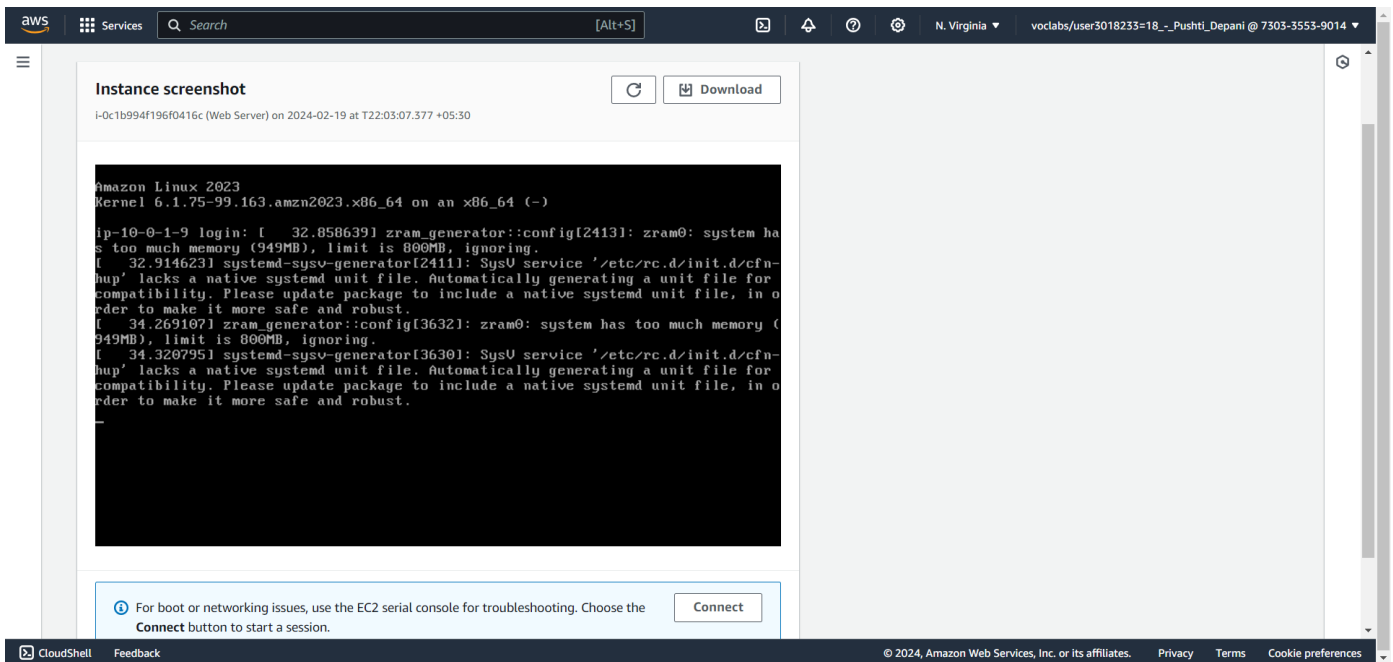 aws
Services
Search
[Alt+S]
N. Virginia ▼
voclabs/user3018233=18_-_Pushti_Depani @ 7303-3553-9014 ▼
Instance screenshot
Download
i-0c1b994f196f0416c (Web Server) on 2024-02-19 at T22:03:07.377 +05:30
Amazon Linux 2023
Kernel 6.1.75-99.163.amzn2023.x86_64 on an x86_64 (-)
ip-10-0-1-9 login: [   32.858639] zram_generator::config[2413]: zram0: system ha
s too much memory (949MB), limit is 800MB, ignoring.
[   32.914623] systemd-sysv-generator[2411]: SysV service '/etc/rc.d/init.d/cfn-
hup' lacks a native systemd unit file. Automatically generating a unit file for
compatibility. Please update package to include a native systemd unit file, in o
rder to make it more safe and robust.
[   34.269107] zram_generator::config[3632]: zram0: system has too much memory (
949MB), limit is 800MB, ignoring.
[   34.320795] systemd-sysv-generator[3630]: SysV service '/etc/rc.d/init.d/cfn-
hup' lacks a native systemd unit file. Automatically generating a unit file for
compatibility. Please update package to include a native systemd unit file, in o
rder to make it more safe and robust.
For boot or networking issues, use the EC2 serial console for troubleshooting. Choose the
Connect button to start a session.
Connect
CloudShell
Feedback
© 2024, Amazon Web Services, Inc. or its affiliates.
Privacy
Terms
Cookie preferences